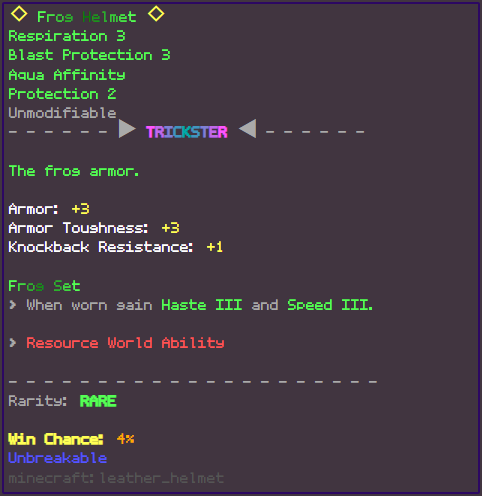 ◇ Frog Helmet ◇
Respiration 3
Blast Protection 3
Aqua Affinity
Protection 2
Unmodifiable
- - - - - - ▶ TRICKSTER ◀ - - - - - -
The frog armor.
Armor: +3
Armor Toughness: +3
Knockback Resistance: +1
Frog Set
> When worn gain Haste III and Speed III.
> Resource World Ability
- - - - - - - - - - - - - - - - - - - - -
Rarity: RARE
Win Chance: 4%
Unbreakable
minecraft:leather_helmet